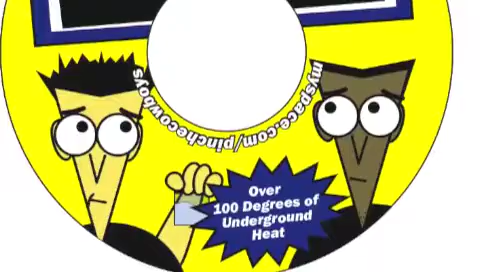 myspace.com/pinchecowboys
Over
100 Degrees of
Underground
Heat